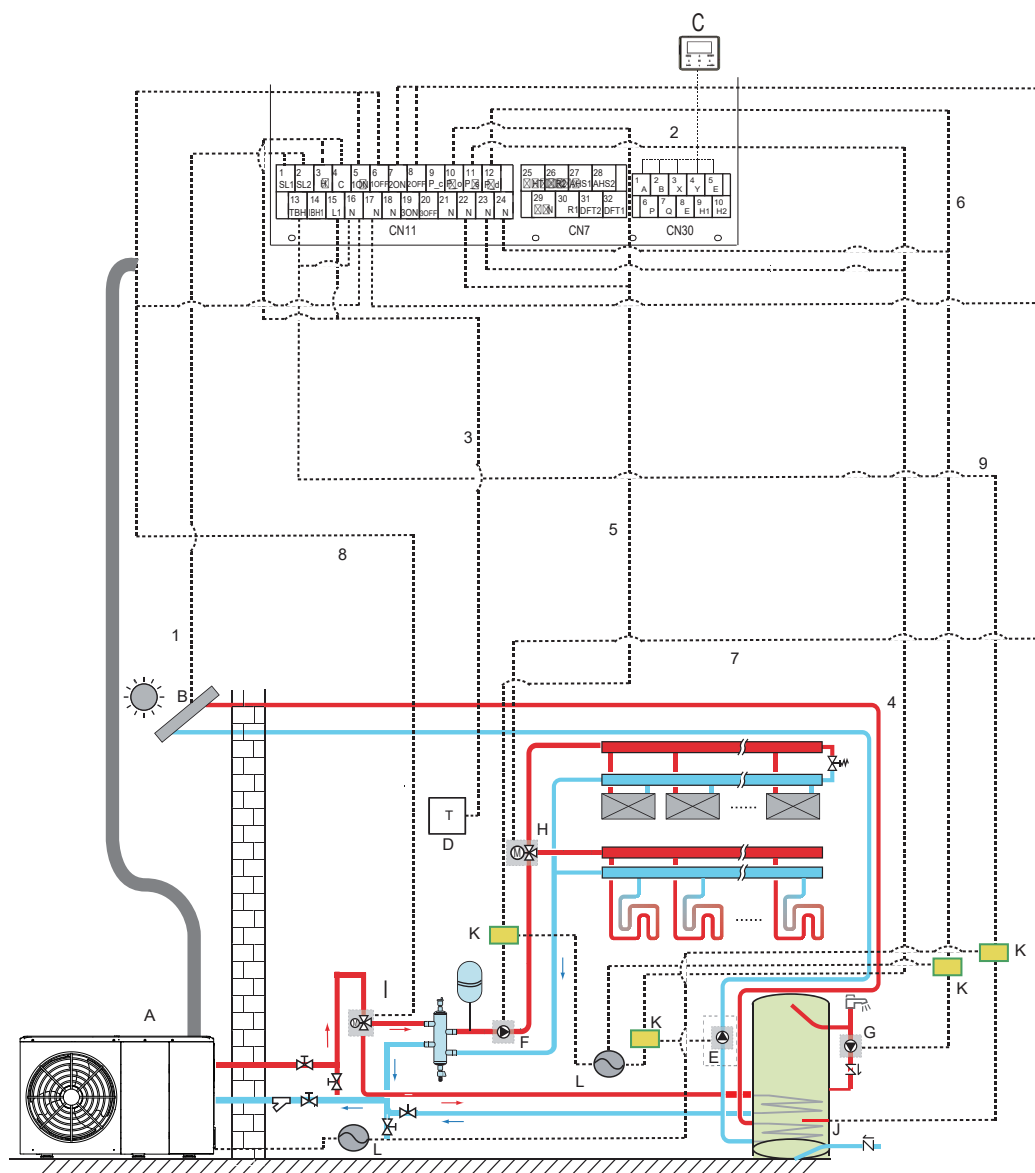 C
2
1 2 3 4 5 6 7 8 9 10 11 12
SL1 SL2 C 1OFF 2ON 2OFF P_c
13 14 15 16 17 18 19 20 21 22 23 24
TBH IBH1 L1 N N N 3ON 3OFF N N N N
CN11
25 26 27 28
AHS2
29 30 31 32
N R1 DFT2 DFT1
CN7
1 2 3 4 5
A B X Y E
6 7 8 9 10
P Q E H1 H2
CN30
6
3
9
5
8
1
7
B
4
T
D
H
M
K
K
K
A
I
M
F
K
E
G
L
J
L